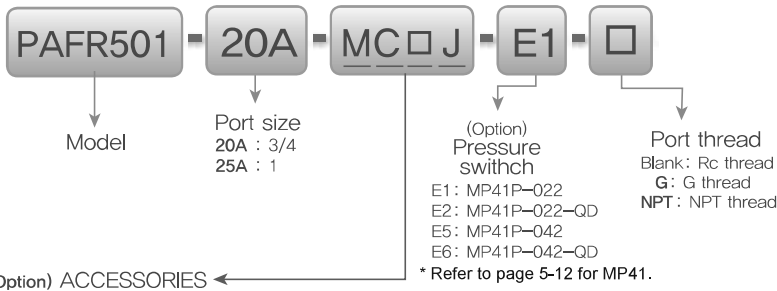 PAFR501 - 20A - MC□J - E1 - □
Model
Port size
20A : 3/4
25A : 1
(Option)
Pressure
swithch
E1 : MP41P-022
E2 : MP41P-022-QD
E5 : MP41P-042
E6 : MP41P-042-QD
* Refer to page 5-12 for MP41.
Port thread
Blank : Rc thread
G : G thread
NPT : NPT thread
Option) ACCESSORIES